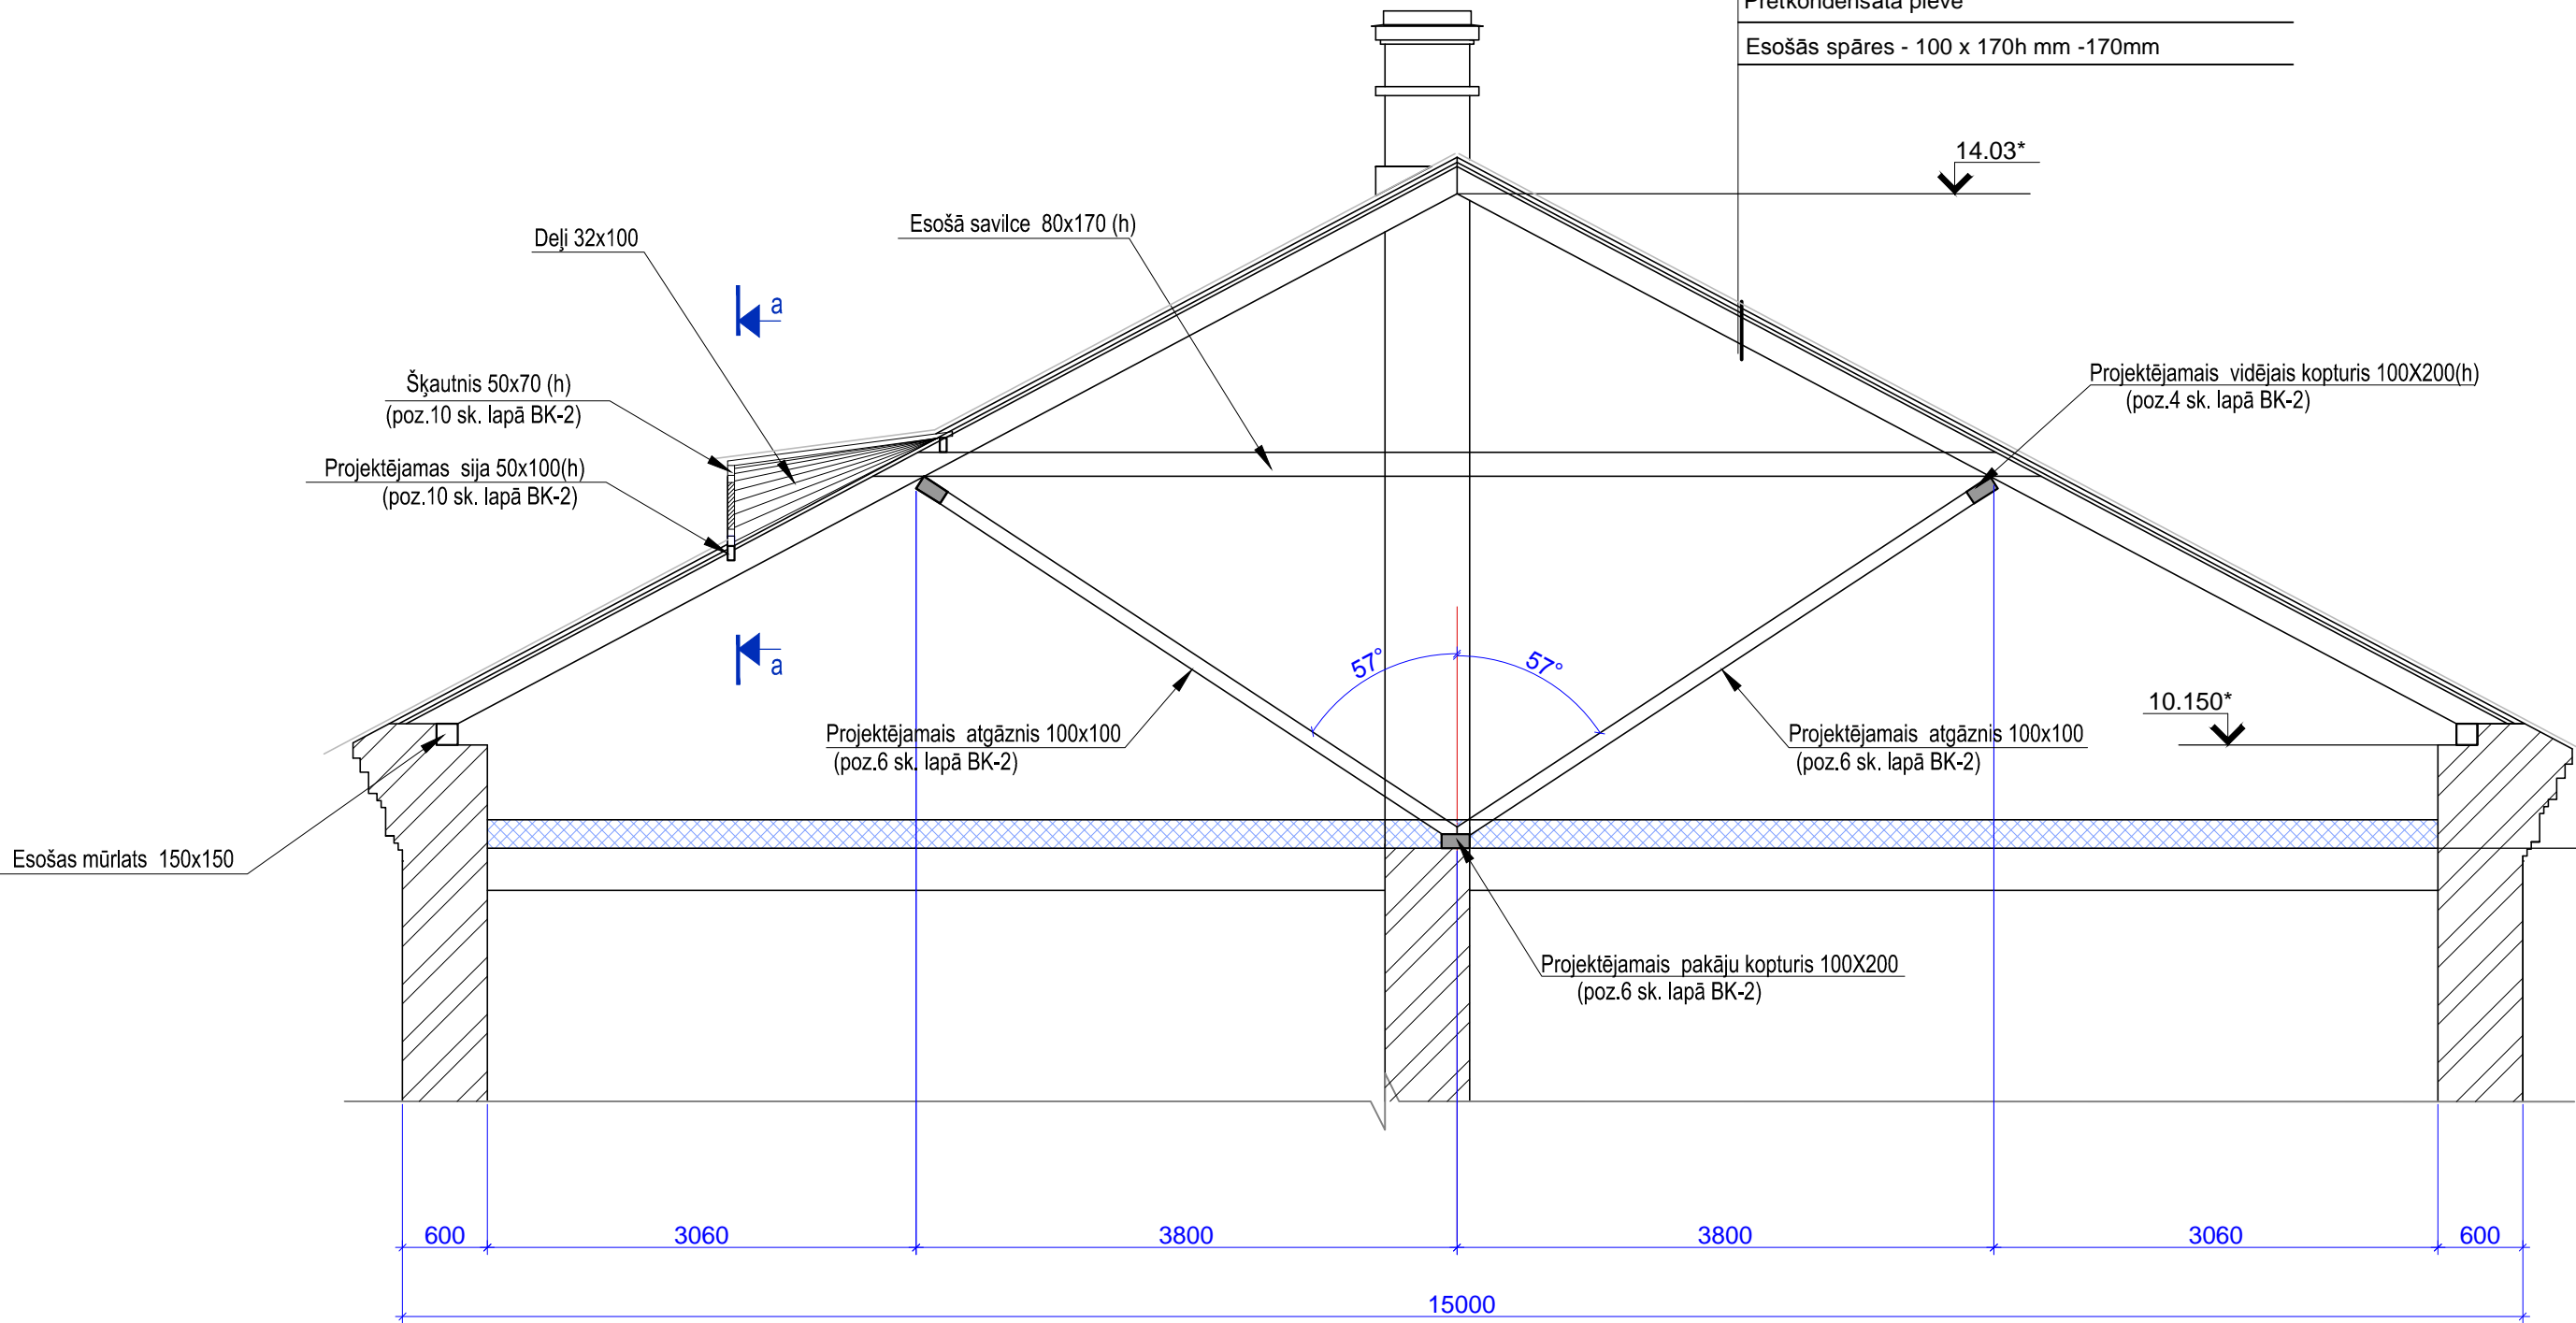 Pretkondensāta plēve
Esošās spāres - 100 x 170h mm -170mm
14.03*
Esošā savilce 80x170 (h)
Deļi 32x100
a
Šķautnis 50x70 (h)
(poz.10 sk. lapā BK-2)
Projektējamais vidējais kopturis 100X200(h)
(poz.4 sk. lapā BK-2)
Projektējamas sija 50x100(h)
(poz.10 sk. lapā BK-2)
57°
57°
a
10.150*
Projektējamais atgāznis 100x100
(poz.6 sk. lapā BK-2)
Projektējamais atgāznis 100x100
(poz.6 sk. lapā BK-2)
Esošas mūrlats 150x150
Projektējamais pakāju kopturis 100X200
(poz.6 sk. lapā BK-2)
600 3060 3800 3800 3060 600
15000